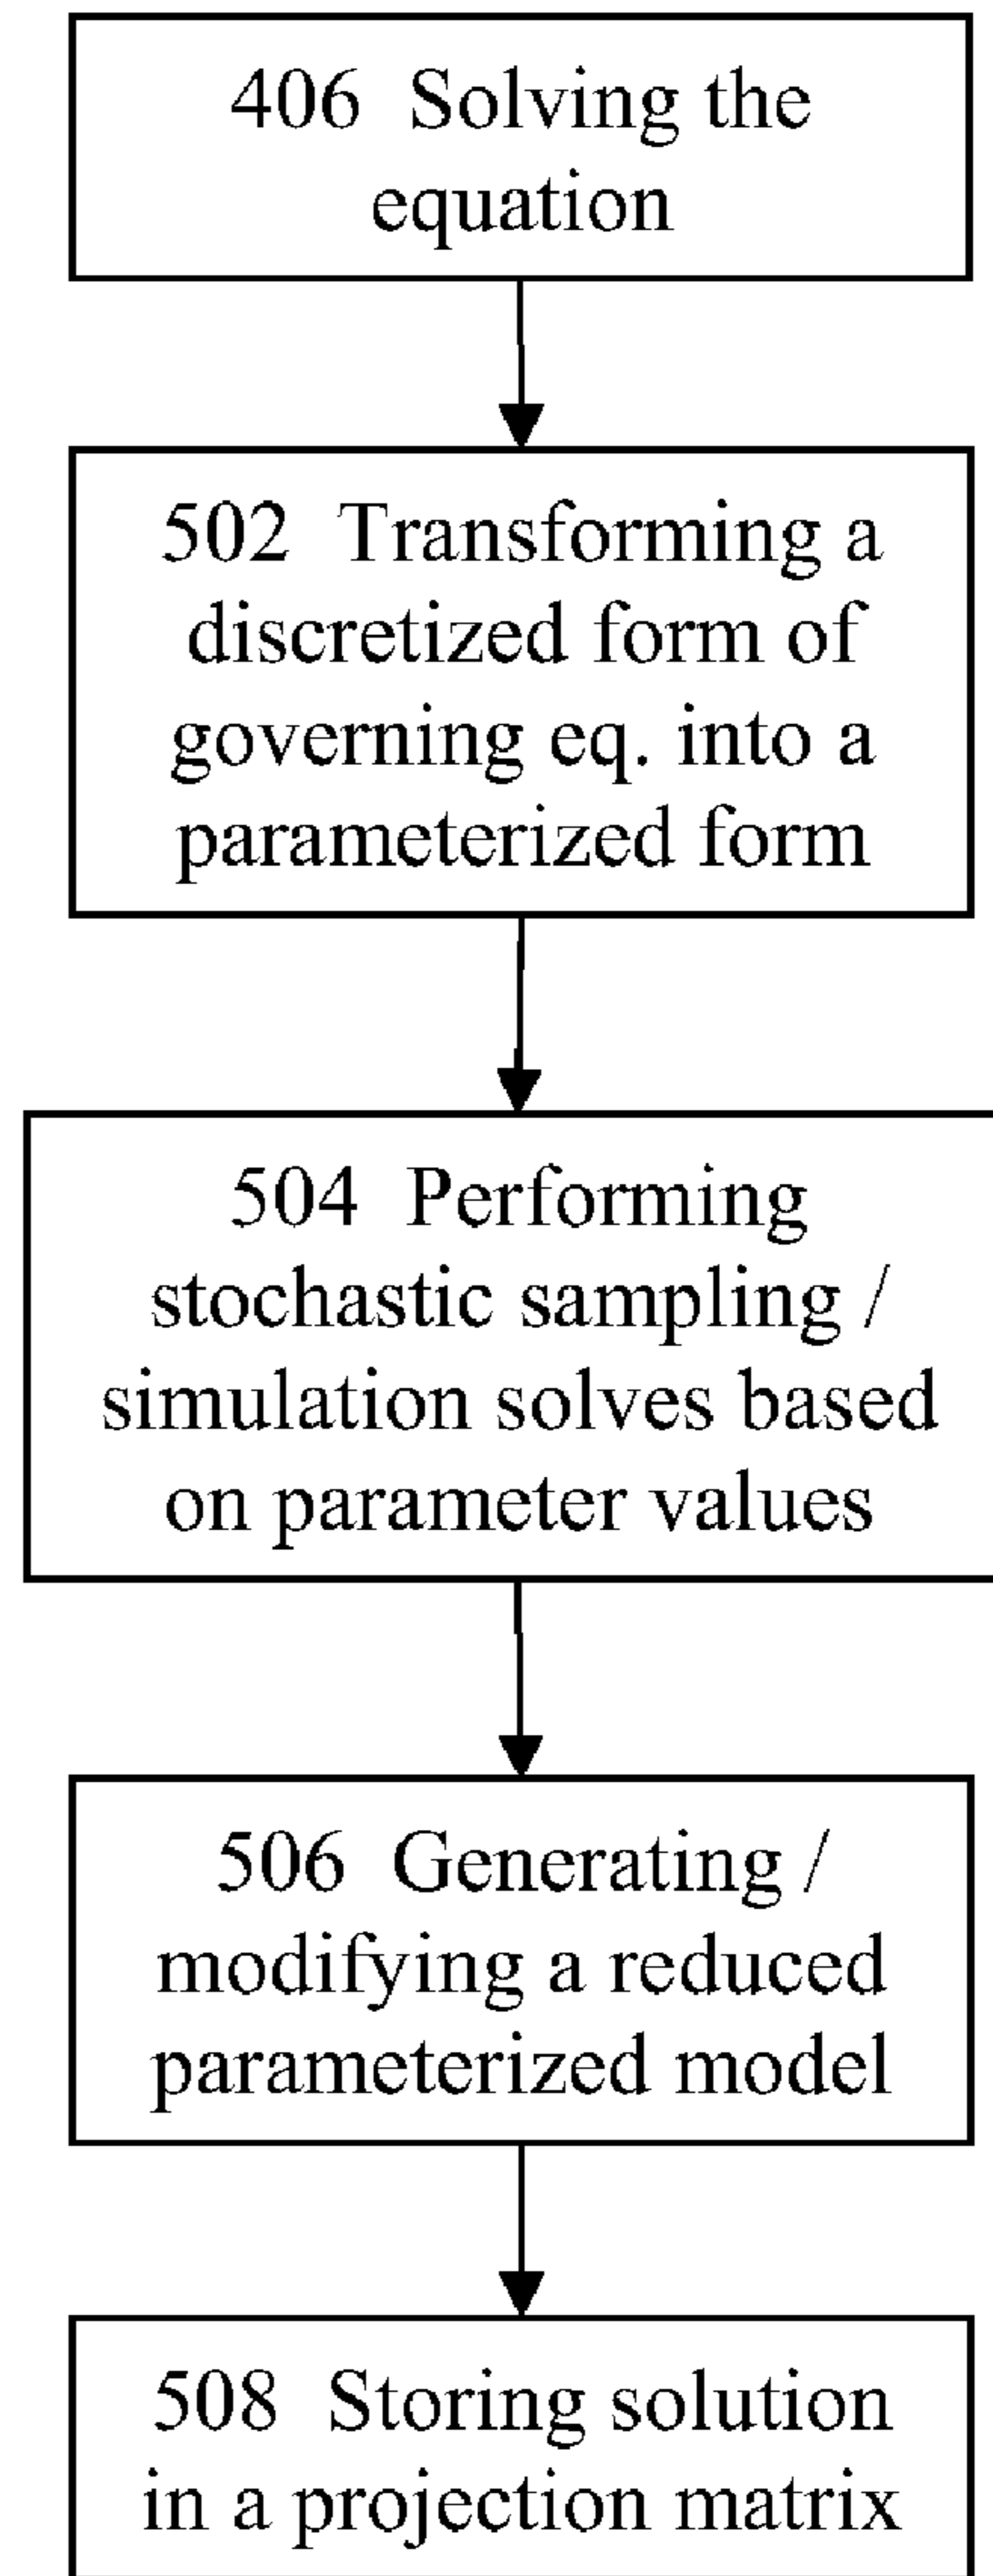 406 Solving the
equation
502 Transforming a
discretized form of
governing eq. into a
parameterized form
504 Performing
stochastic sampling /
simulation solves based
on parameter values
506 Generating /
modifying a reduced
parameterized model
508 Storing solution
in a projection matrix